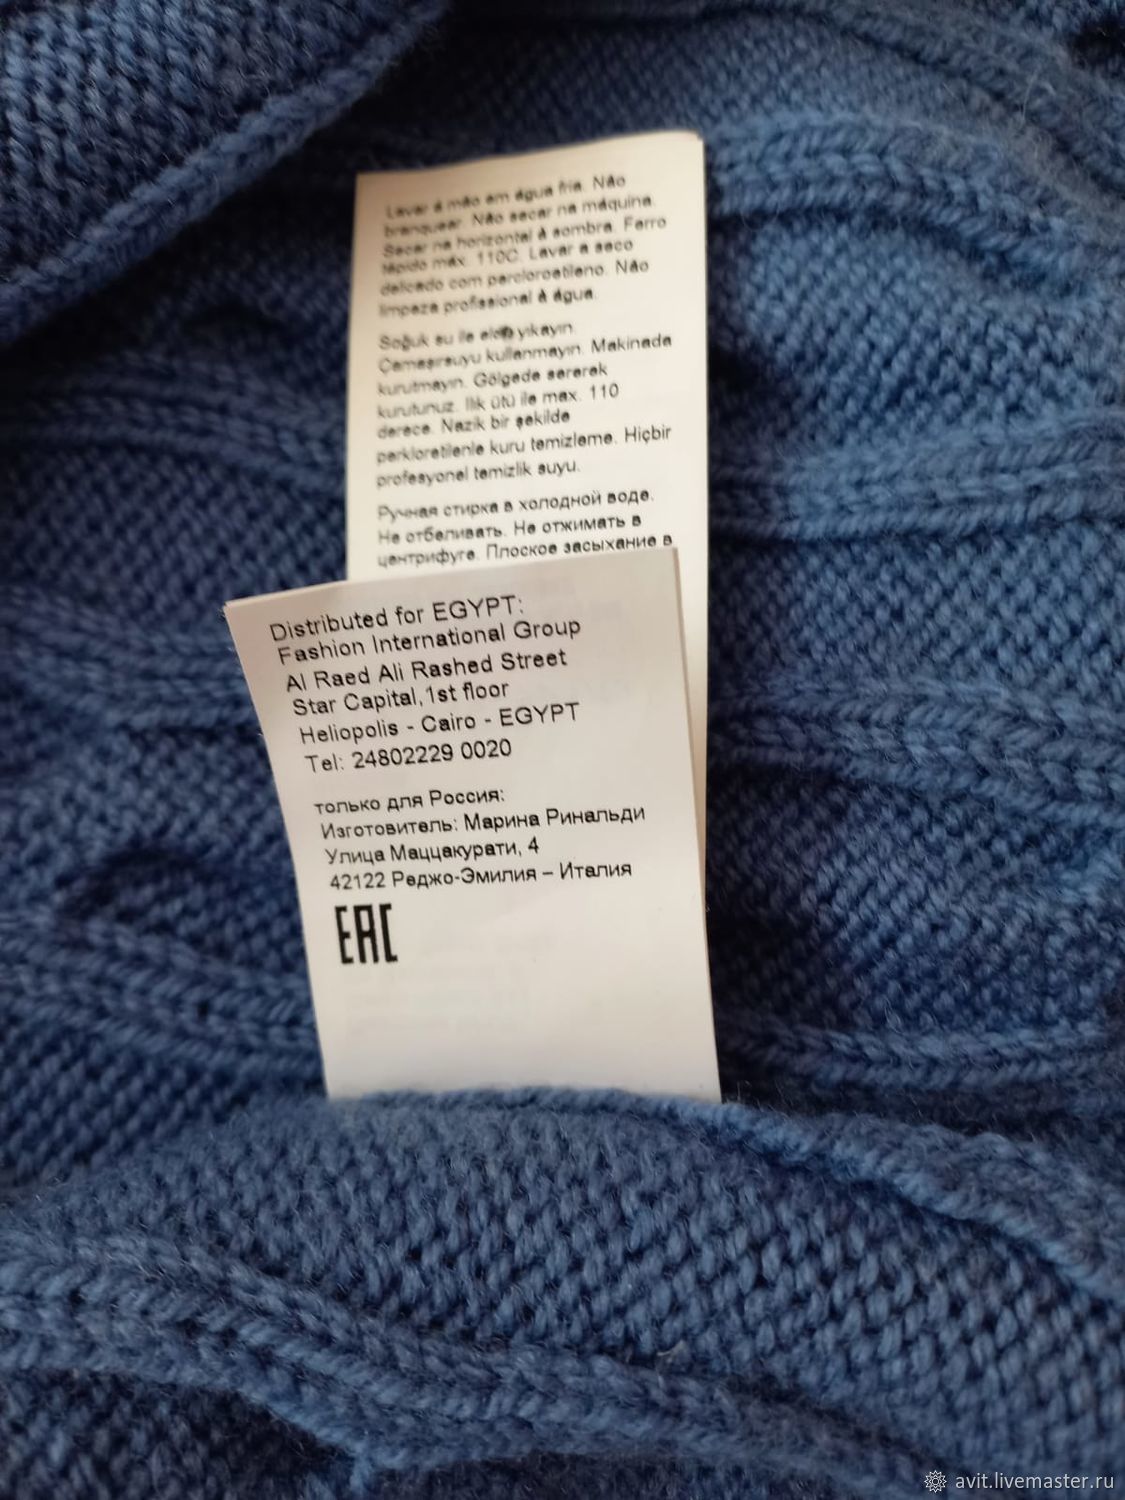 Lavar á mão em água fria. Não
branquear. Não secar na máquina.
Secar na horizontal à sombra. Ferro
tépido máx. 110C. Lavar a seco
delicado com percloroetileno. Não
limpeza profissional à água.
Soğuk su ile elde yıkayın.
Çamaşırsuyu kullanmayın. Makinada
kurutmayın. Gölgede sererek
kurutunuz. Ilık ütü ile max. 110
derece. Nazik bir şekilde
perkloretilenle kuru temizleme. Hiçbir
profesyonel temizlik suyu.
Ручная стирка в холодной воде.
Не отбеливать. Не отжимать в
центрифуге. Плоское засыхание в
Distributed for EGYPT:
Fashion International Group
Al Raed Ali Rashed Street
Star Capital, 1st floor
Heliopolis - Cairo - EGYPT
Tel: 24802229 0020
только для Россия:
Изготовитель: Марина Ринальди
Улица Маццакурати, 4
42122 Реджо-Эмилия – Италия
EAC
avit.livemaster.ru